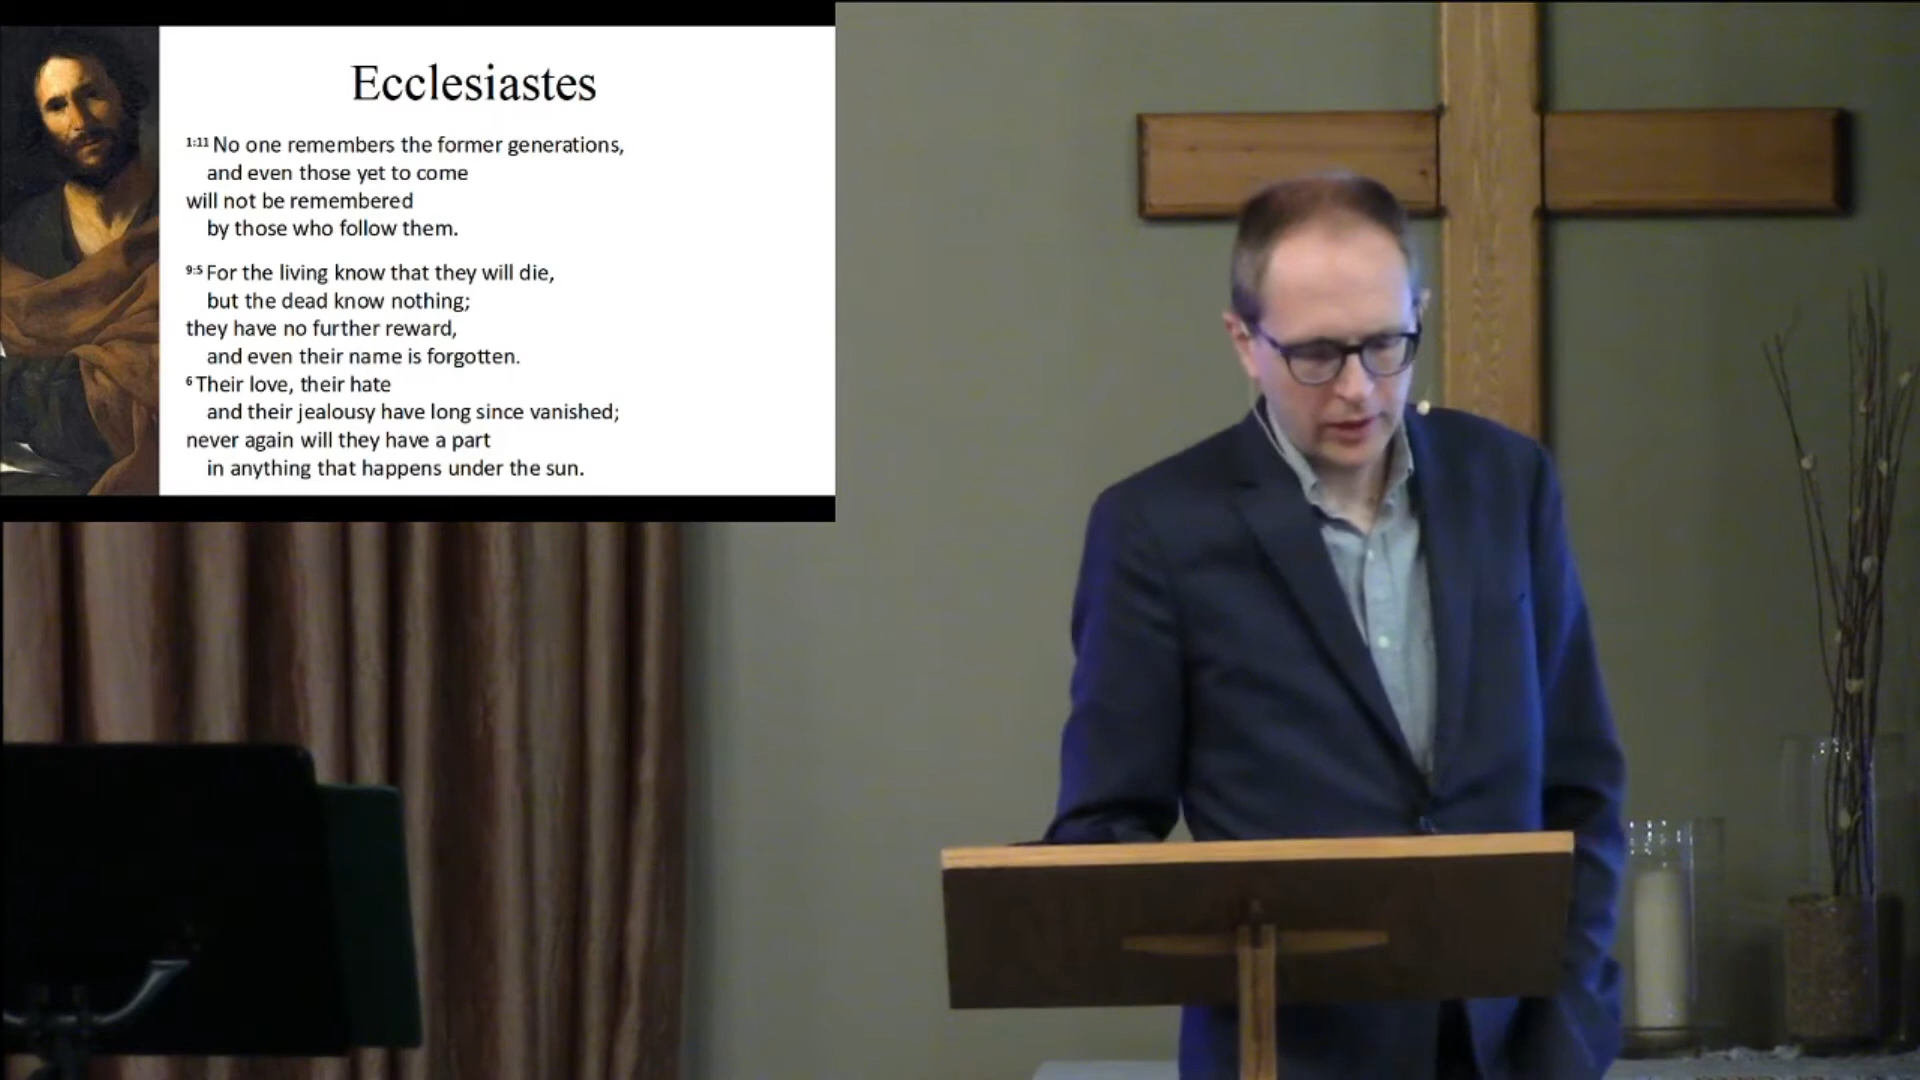 Ecclesiastes
1:11 No one remembers the former generations,
and even those yet to come
will not be remembered
by those who follow them.
9:5 For the living know that they will die,
but the dead know nothing;
they have no further reward,
and even their name is forgotten.
6 Their love, their hate
and their jealousy have long since vanished;
never again will they have a part
in anything that happens under the sun.